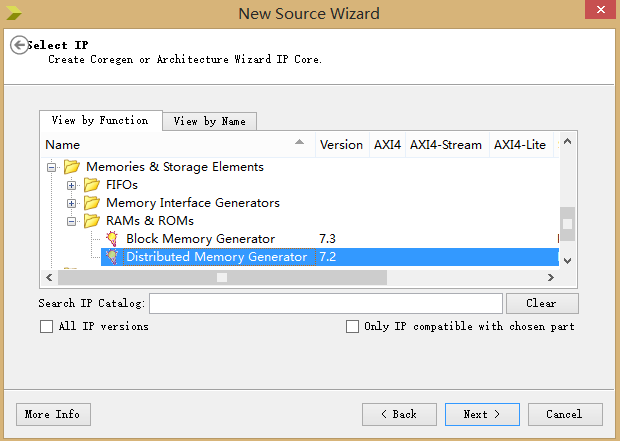 New Source Wizard
Select IP
Create Coregen or Architecture Wizard IP Core.
View by Function View by Name
Name Version AXI4 AXI4-Stream AXI4-Lite
Memories & Storage Elements
FIFOs
Memory Interface Generators
RAMs & ROMs
Block Memory Generator 7.3
Distributed Memory Generator 7.2
Search IP Catalog: Clear
All IP versions Only IP compatible with chosen part
More Info < Back Next > Cancel